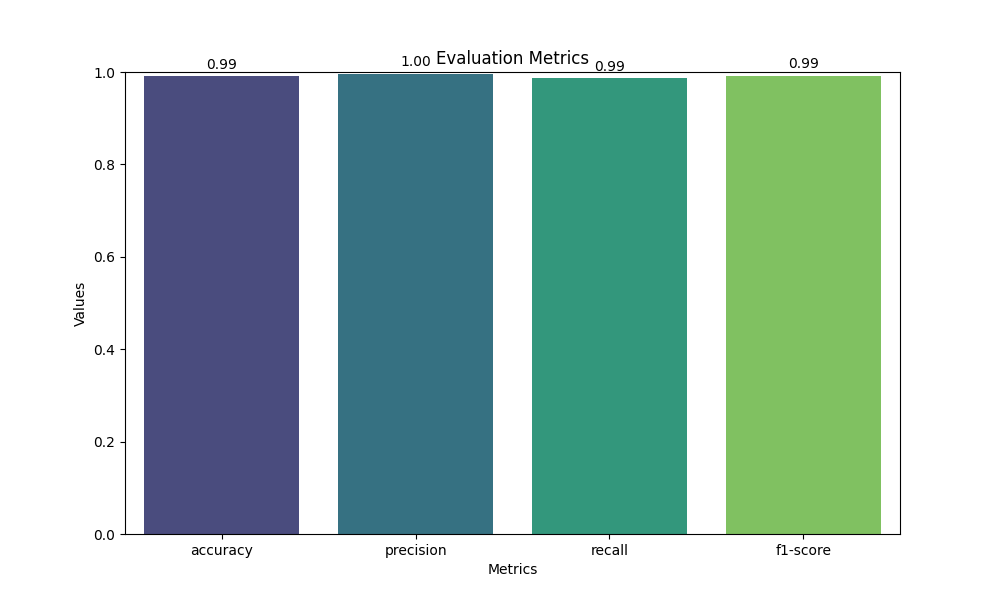 Evaluation Metrics
0.99
1.00
0.99
0.99
1.0
0.8
0.6
0.4
0.2
0.0
Values
accuracy
precision
recall
f1-score
Metrics